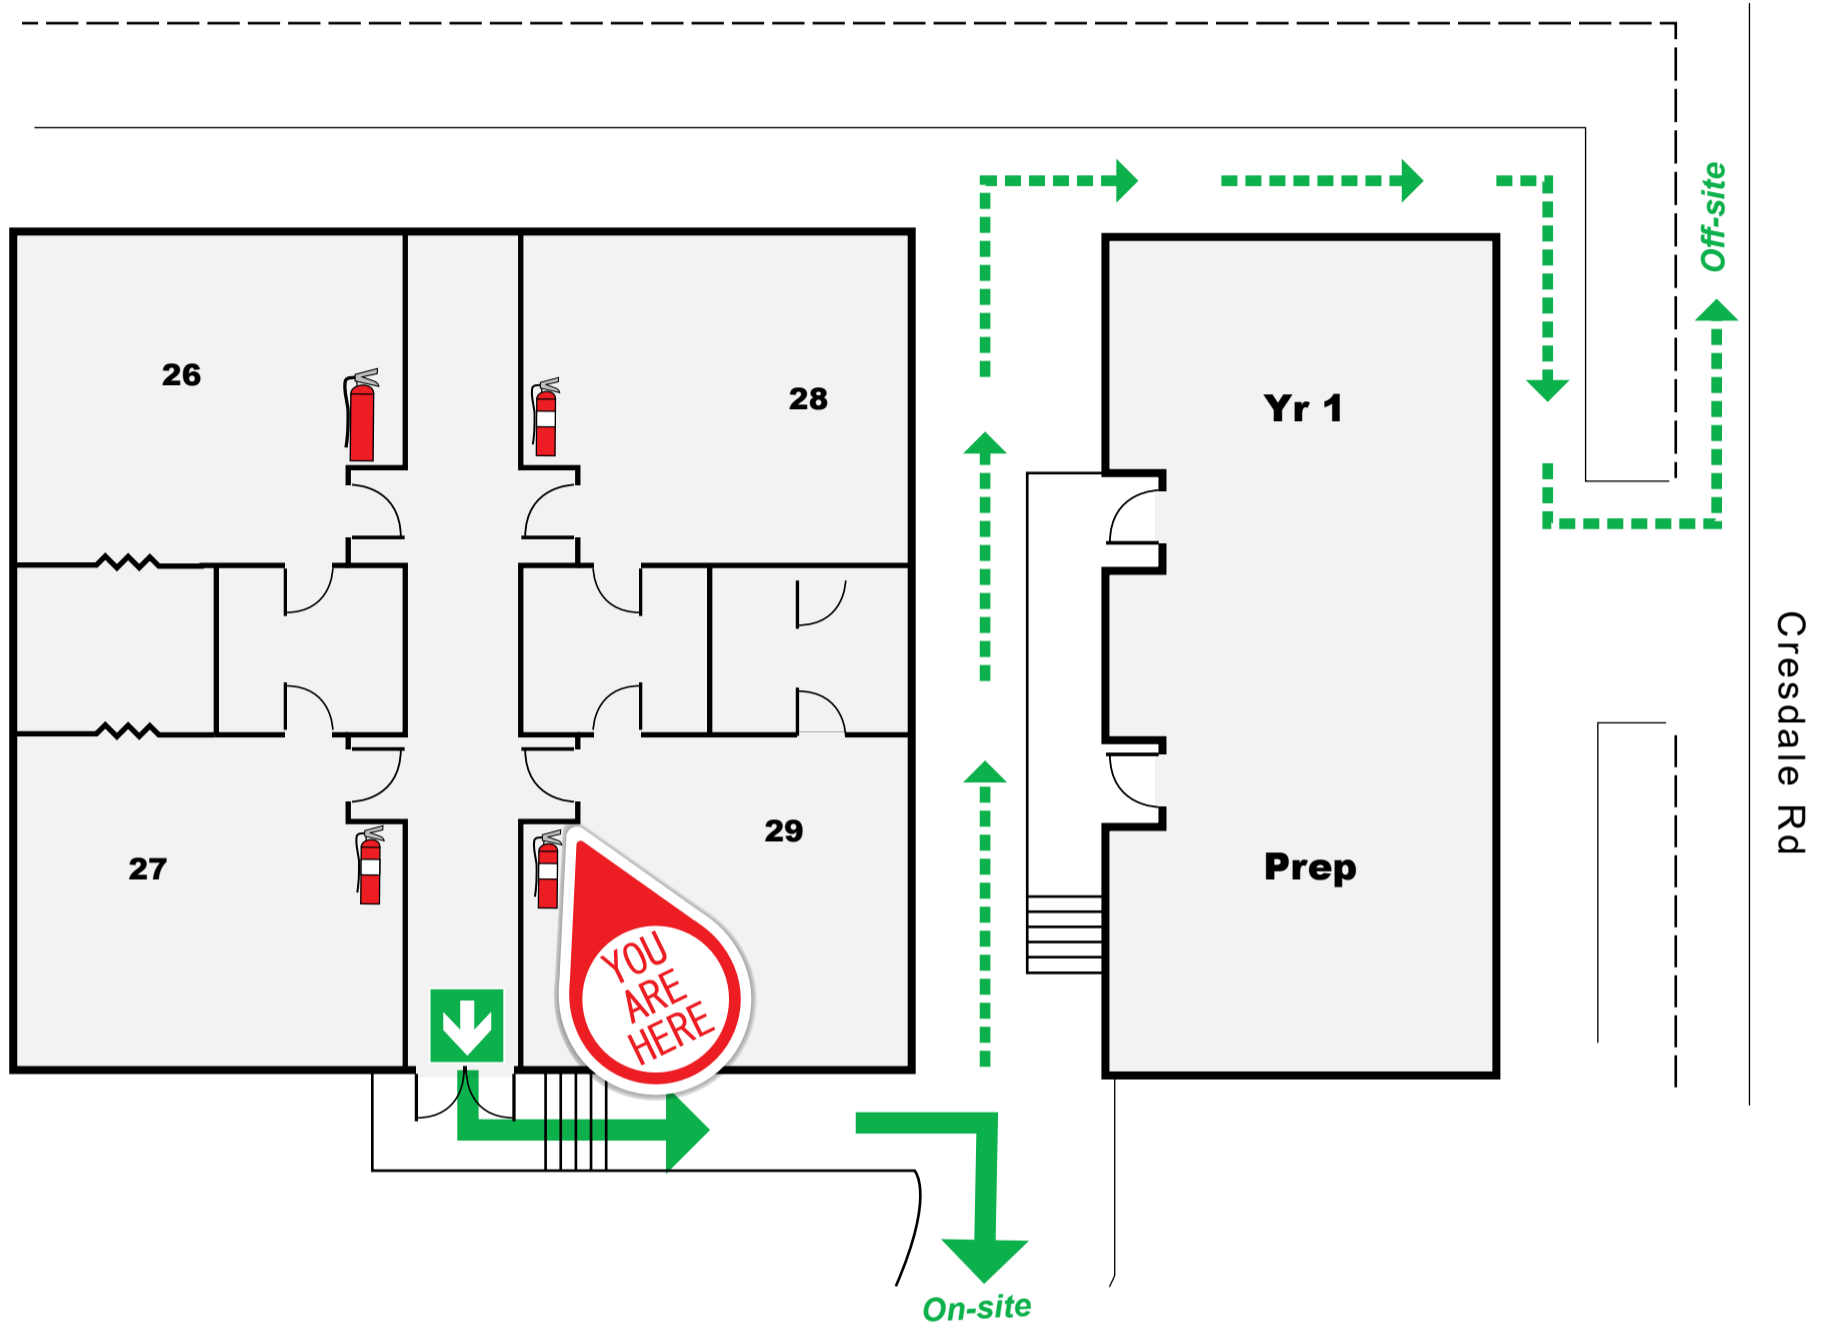 Off-site
26
28
Yr 1
Cresdale Rd
29
27
Prep
YOU
ARE
HERE
On-site